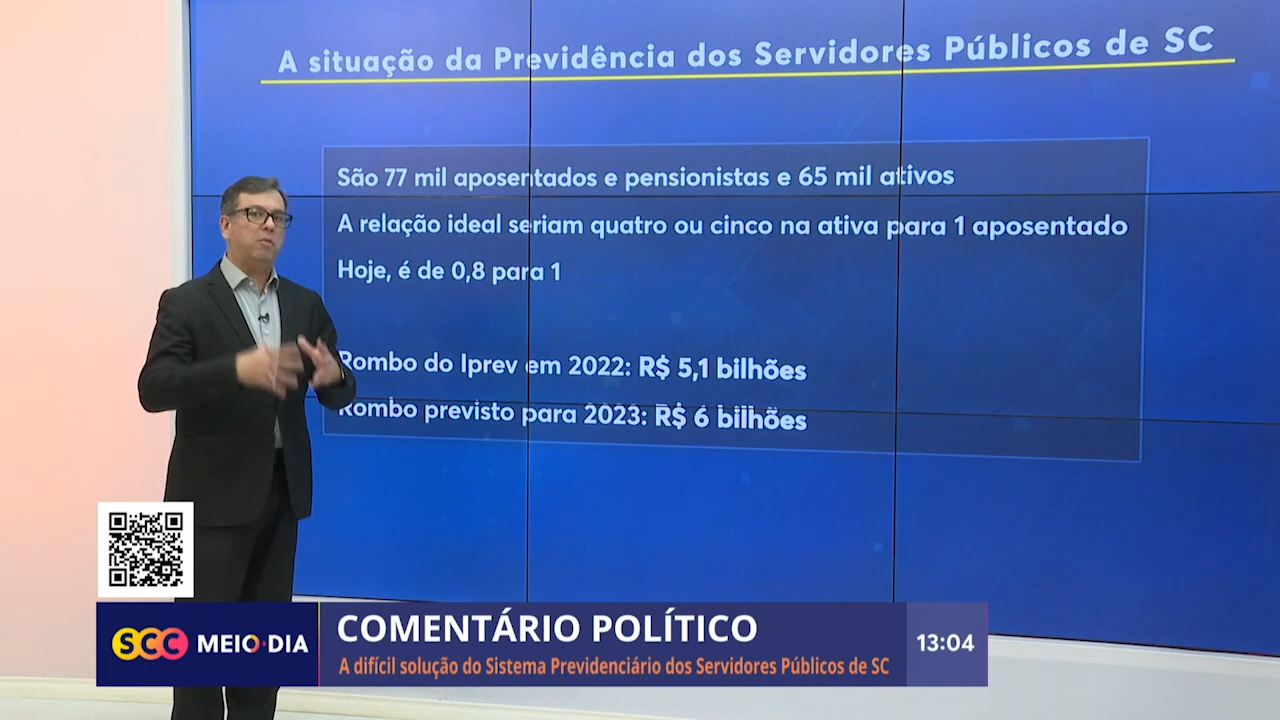 A situação da Previdência dos Servidores Públicos de SC
São 77 mil aposentados e pensionistas e 65 mil ativos
A relação ideal seriam quatro ou cinco na ativa para 1 aposentado
Hoje, é de 0,8 para 1
Rombo do Iprev em 2022: R$ 5,1 bilhões
Rombo previsto para 2023: R$ 6 bilhões
SCC MEIO-DIA
COMENTÁRIO POLÍTICO
13:04
A difícil solução do Sistema Previdenciário dos Servidores Públicos de SC